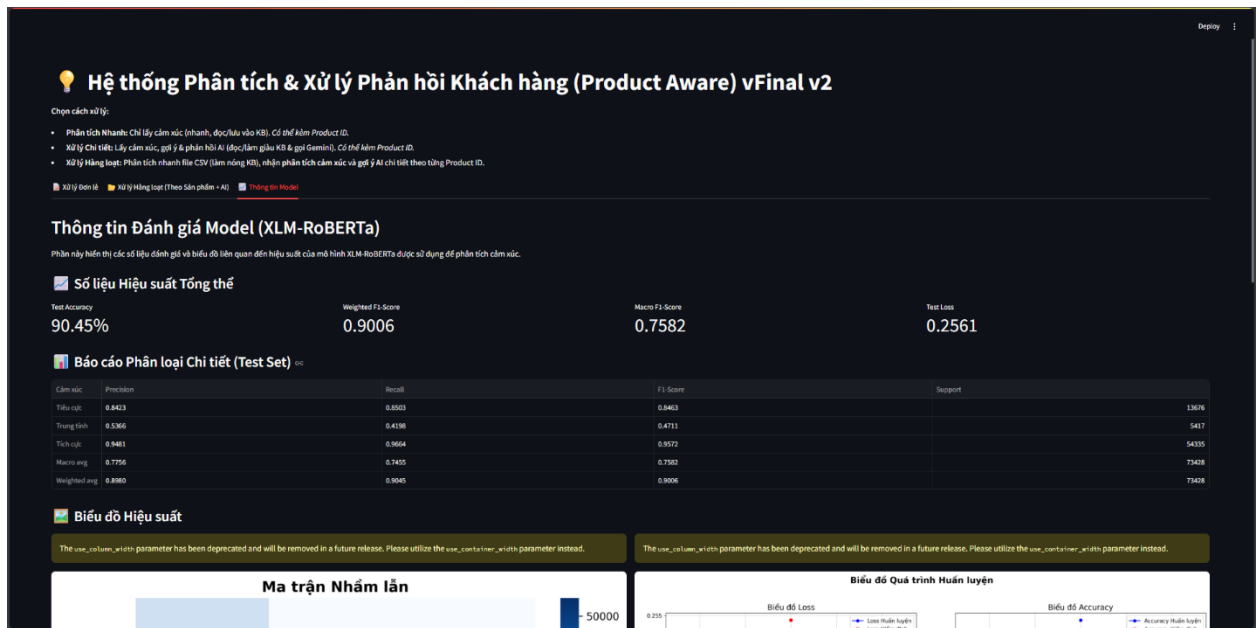 Deploy
Hệ thống Phân tích & Xử lý Phản hồi Khách hàng (Product Aware) vFinal v2
Chọn cách xử lý:
Phân tích Nhanh: Chỉ lấy cảm xúc (nhanh, đọc/lưu vào KB). Có thể kèm Product ID.
Xử lý Chi tiết: Lấy cảm xúc, gợi ý & phản hồi AI (đọc/làm giàu KB & gọi Gemini). Có thể kèm Product ID.
Xử lý Hàng loạt: Phân tích nhanh file CSV (làm nóng KB), nhận phân tích cảm xúc và gợi ý AI chi tiết theo từng Product ID.
Xử lý Đơn lẻ Xử lý Hàng loạt (Theo Sản phẩm + AI) Thông tin Model
Thông tin Đánh giá Model (XLM-RoBERTa)
Phần này hiển thị các số liệu đánh giá và biểu đồ liên quan đến hiệu suất của mô hình XLM-RoBERTa được sử dụng để phân tích cảm xúc.
Số liệu Hiệu suất Tổng thể
Test Accuracy Weighted F1-Score Macro F1-Score Test Loss
90.45% 0.9006 0.7582 0.2561
Báo cáo Phân loại Chi tiết (Test Set)
Cảm xúc Precision Recall F1-Score Support
Tiêu cực 0.8423 0.8503 0.8463 13676
Trung tính 0.5366 0.4198 0.4711 5417
Tích cực 0.9481 0.9664 0.9572 54335
Macro avg 0.7756 0.7455 0.7582 73428
Weighted avg 0.8980 0.9045 0.9006 73428
Biểu đồ Hiệu suất
The use_column_width parameter has been deprecated and will be removed in a future release. Please utilize the use_container_width parameter instead.
The use_column_width parameter has been deprecated and will be removed in a future release. Please utilize the use_container_width parameter instead.
Ma trận Nhầm lẫn
50000
Biểu đồ Quá trình Huấn luyện
Biểu đồ Loss Biểu đồ Accuracy
0.255
Loss Huấn luyện Accuracy Huấn luyện